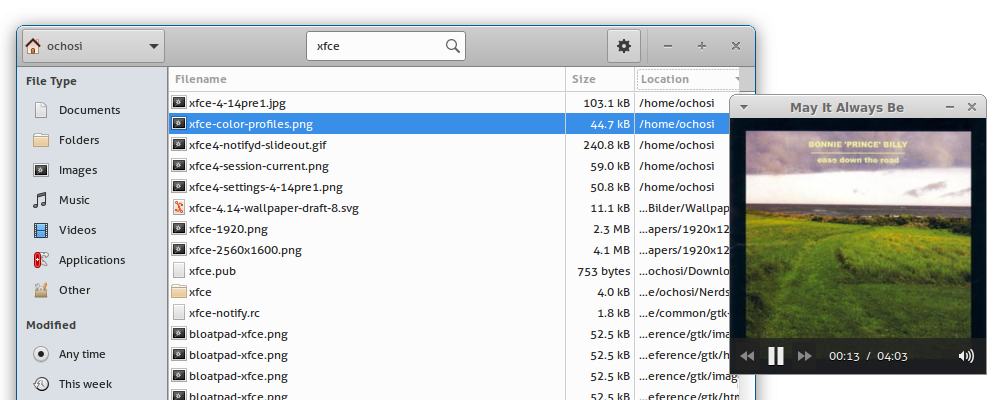 ochosi
xfce
File Type
Documents
Folders
Images
Music
Videos
Applications
Other
Modified
Any time
This week
Filename Size Location
xfce-4-14pre1.jpg 103.1 kB /home/ochosi
xfce-color-profiles.png 44.7 kB /home/ochosi
xfce4-notifyd-slideout.gif 240.8 kB /home/ochosi
xfce4-session-current.png 59.0 kB /home/ochosi
xfce4-settings-4-14pre1.png 50.8 kB /home/ochosi
xfce-4.14-wallpaper-draft-8.svg 11.1 kB ...Bilder/Wallpap
xfce-1920.png 2.3 MB ...apers/1920x12
xfce-2560x1600.png 4.1 MB ...apers/1920x12
xfce.pub 753 bytes ...ochosi/Downlo
xfce 4.0 kB ...e/ochosi/Nerds
xfce-notify.rc 1.8 kB ...e/common/gtk-
bloatpad-xfce.png 52.5 kB ...erence/gtk/ima
bloatpad-xfce.png 52.5 kB ...eference/gtk/h
bloatpad-xfce.png 52.5 kB ...erence/gtk/imag
bloatpad-xfce.png 52.5 kB ...eference/gtk/htm
May It Always Be
BONNIE 'PRINCE' BILLY
ease down the road
00:13 / 04:03